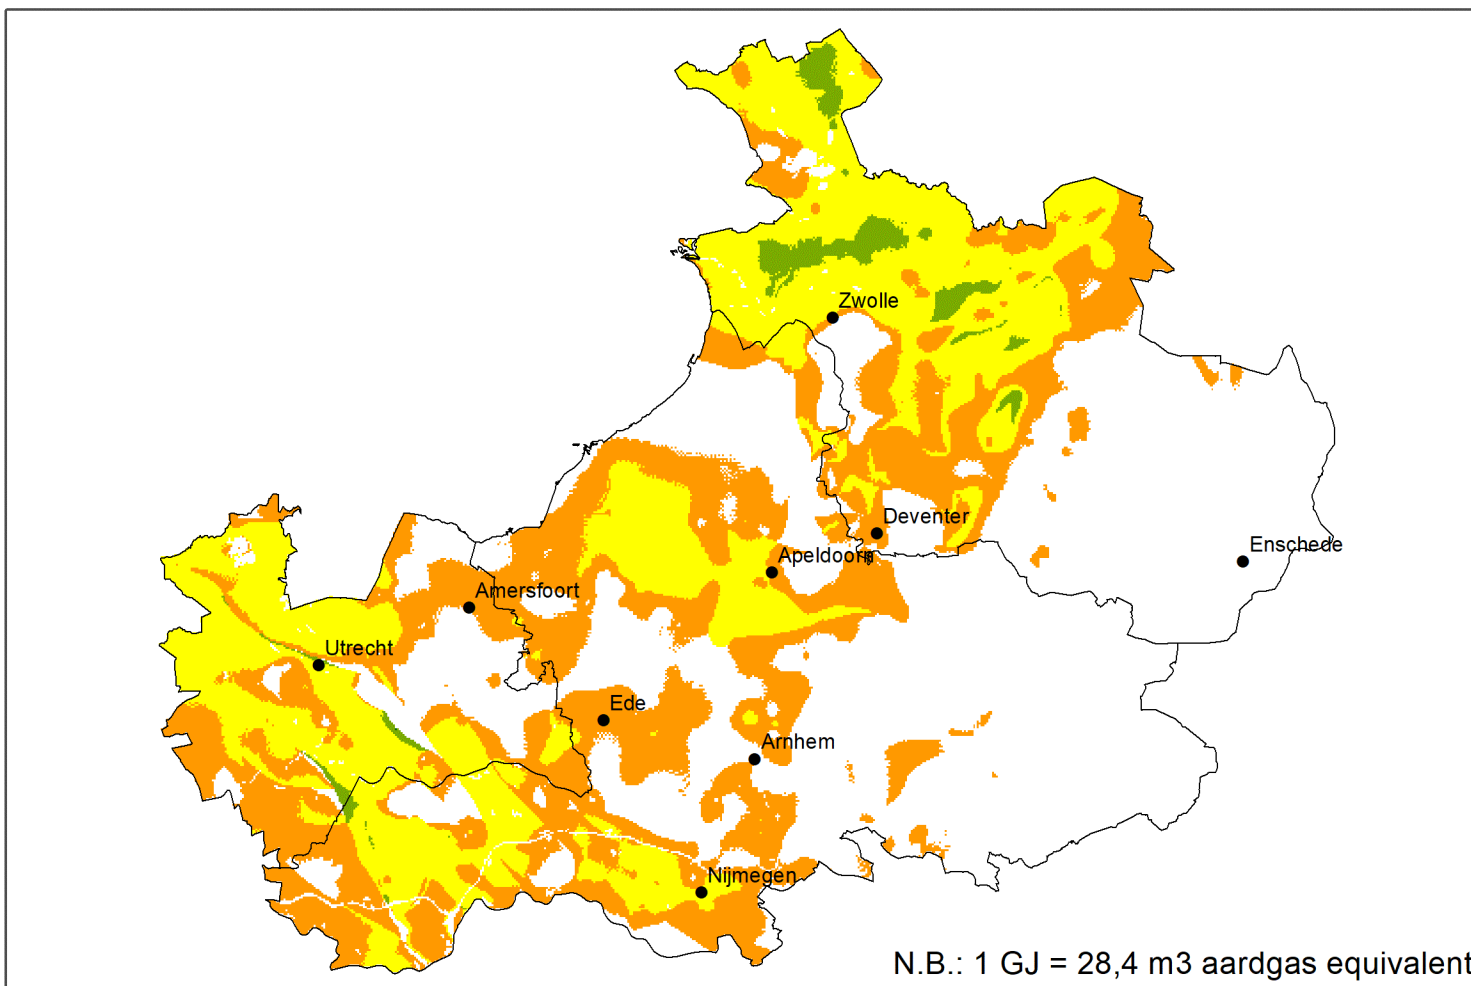 Zwolle
Deventer
Apeldoorn
Enschede
Amersfoort
Utrecht
Ede
Arnhem
Nijmegen
N.B.: 1 GJ = 28,4 m3 aardgas equivalent